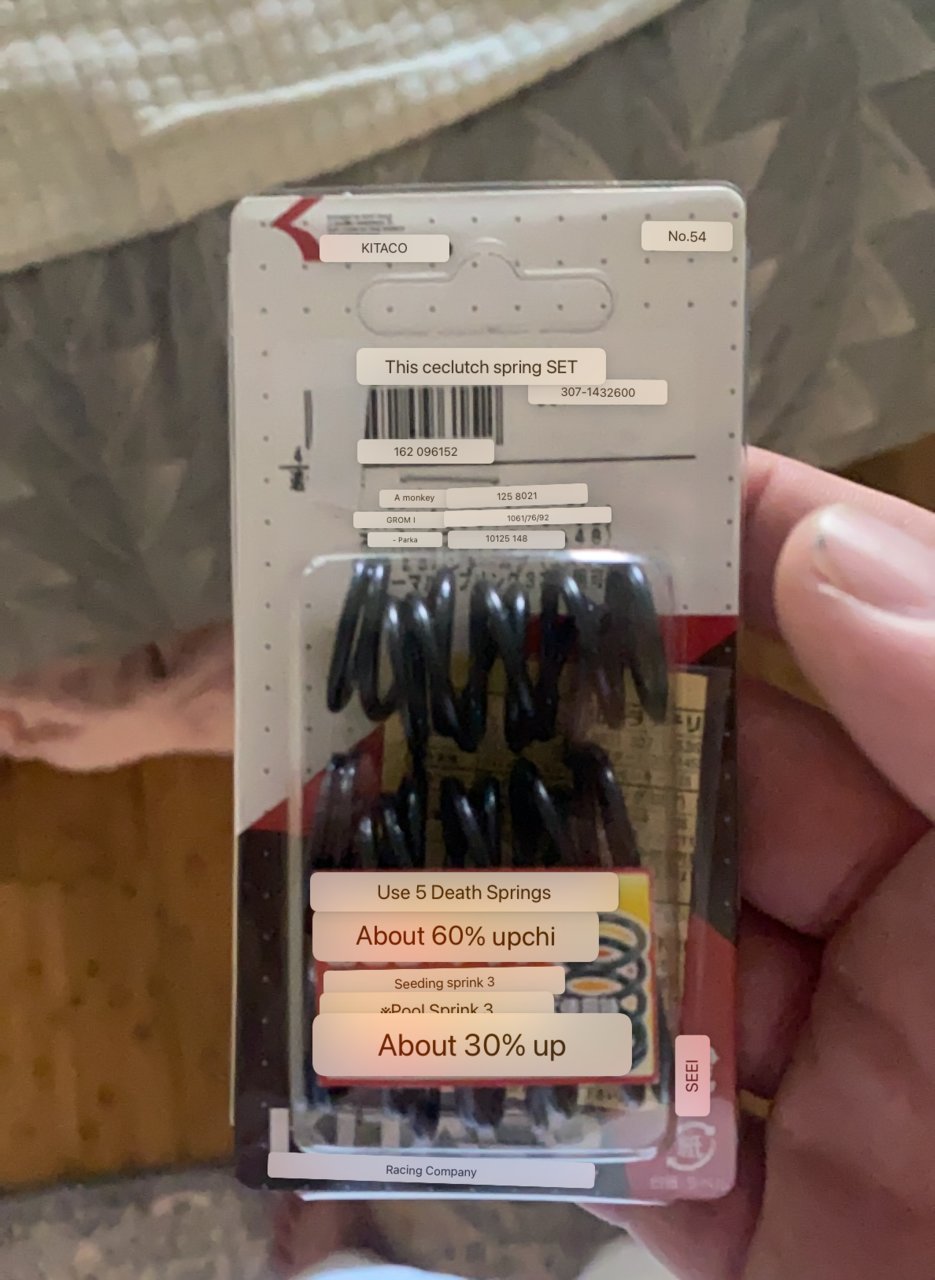 KITACO
No.54
This ceclutch spring SET
307-1432600
162 096152
A monkey 125 8021
GROM I 1061/76/92
- Parka 10125 148
Use 5 Death Springs
About 60% upchi
Seeding sprink 3
※Pool Sprink 3
About 30% up
SEEI
Racing Company
紙